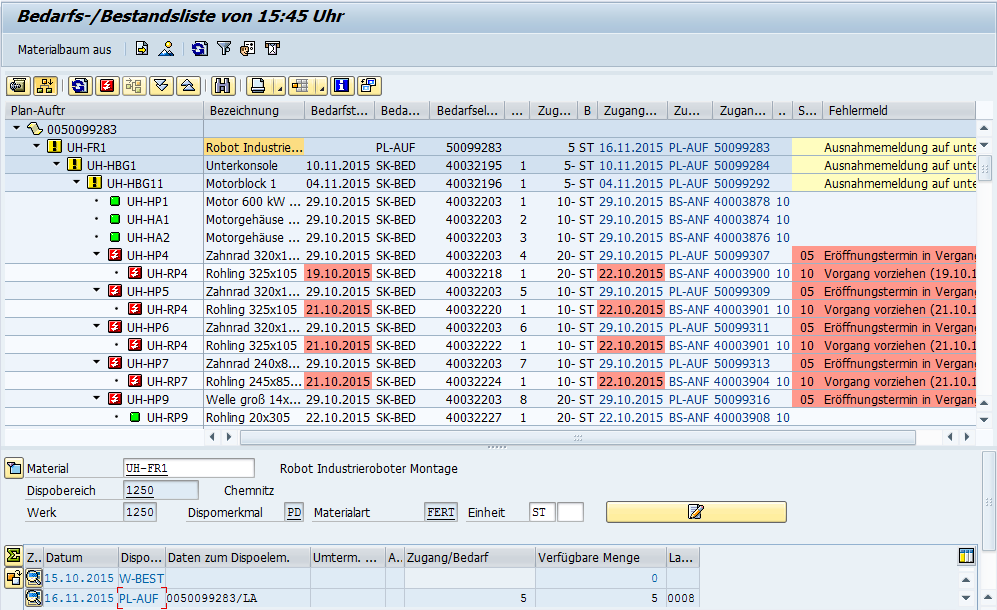 Bedarfs-/Bestandsliste von 15:45 Uhr
Materialbaum aus
Plan-Auftr Bezeichnung Bedarfst... Beda... Bedarfsel... ... Zug... B Zugang... Zu... Zugan... .. S... Fehlermeld
0050099283
UH-FR1 Robot Industrie... PL-AUF 50099283 5 ST 16.11.2015 PL-AUF 50099283 Ausnahmemeldung auf unte
UH-HBG1 Unterkonsole 10.11.2015 SK-BED 40032195 1 5- ST 10.11.2015 PL-AUF 50099284 Ausnahmemeldung auf unte
UH-HBG11 Motorblock 1 04.11.2015 SK-BED 40032196 1 5- ST 04.11.2015 PL-AUF 50099292 Ausnahmemeldung auf unte
UH-HP1 Motor 600 kW ... 29.10.2015 SK-BED 40032203 1 10- ST 29.10.2015 BS-ANF 40003878 10
UH-HA1 Motorgehäuse ... 29.10.2015 SK-BED 40032203 2 10- ST 29.10.2015 BS-ANF 40003874 10
UH-HA2 Motorgehäuse ... 29.10.2015 SK-BED 40032203 3 10- ST 29.10.2015 BS-ANF 40003876 10
UH-HP4 Zahnrad 320x1... 29.10.2015 SK-BED 40032203 4 20- ST 29.10.2015 PL-AUF 50099307 05 Eröffnungstermin in Vergang
UH-RP4 Rohling 325x105 19.10.2015 SK-BED 40032218 1 20- ST 22.10.2015 BS-ANF 40003900 10 10 Vorgang vorziehen (19.10.1
UH-HP5 Zahnrad 320x1... 29.10.2015 SK-BED 40032203 5 10- ST 29.10.2015 PL-AUF 50099309 05 Eröffnungstermin in Vergang
UH-RP4 Rohling 325x105 21.10.2015 SK-BED 40032220 1 10- ST 22.10.2015 BS-ANF 40003901 10 10 Vorgang vorziehen (21.10.1
UH-HP6 Zahnrad 320x1... 29.10.2015 SK-BED 40032203 6 10- ST 29.10.2015 PL-AUF 50099311 05 Eröffnungstermin in Vergang
UH-RP4 Rohling 325x105 21.10.2015 SK-BED 40032222 1 10- ST 22.10.2015 BS-ANF 40003901 10 10 Vorgang vorziehen (21.10.1
UH-HP7 Zahnrad 240x8... 29.10.2015 SK-BED 40032203 7 10- ST 29.10.2015 PL-AUF 50099313 05 Eröffnungstermin in Vergang
UH-RP7 Rohling 245x85... 21.10.2015 SK-BED 40032224 1 10- ST 22.10.2015 BS-ANF 40003904 10 10 Vorgang vorziehen (21.10.1
UH-HP9 Welle groß 14x... 29.10.2015 SK-BED 40032203 8 20- ST 29.10.2015 PL-AUF 50099316 05 Eröffnungstermin in Vergang
UH-RP9 Rohling 20x305 22.10.2015 SK-BED 40032227 1 20- ST 22.10.2015 BS-ANF 40003908 10
Material UH-FR1 Robot Industrieroboter Montage
Dispobereich 1250 Chemnitz
Werk 1250 Dispomerkmal PD Materialart FERT Einheit ST
Z.. Datum Dispo... Daten zum Dispoelem. Umterm. ... A.. Zugang/Bedarf Verfügbare Menge La...
15.10.2015 W-BEST 0
16.11.2015 PL-AUF 0050099283/LA 5 5 0008